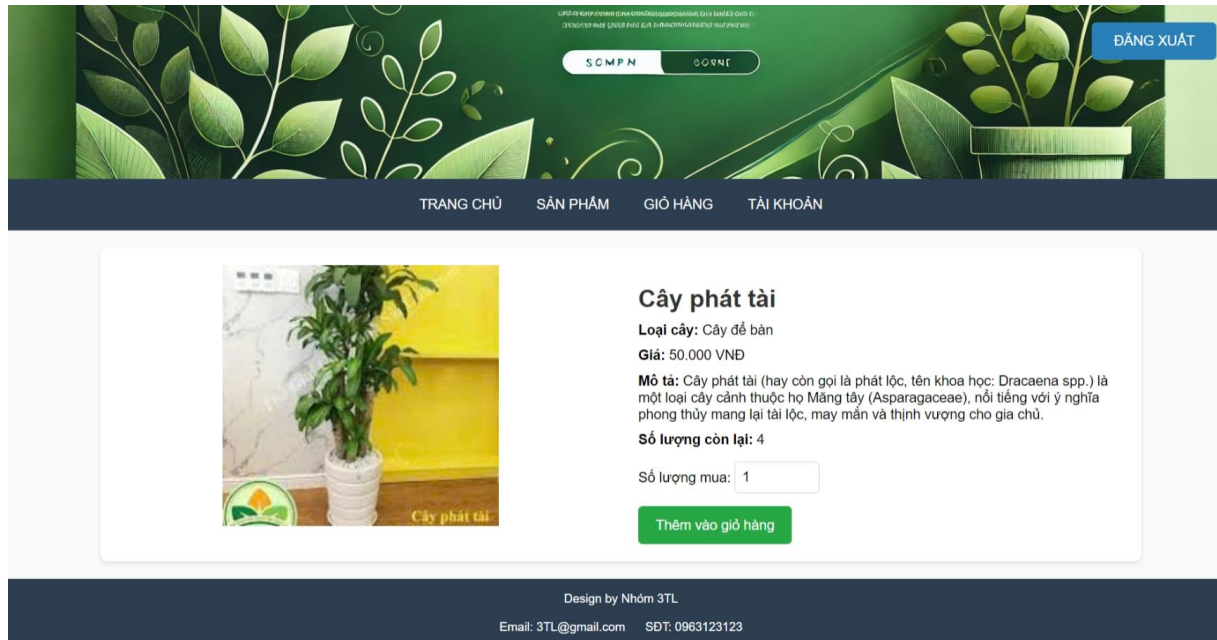 SOMPN
ĐĂNG XUẤT
TRANG CHỦ SẢN PHẨM GIỎ HÀNG TÀI KHOẢN
Cây phát tài
Loại cây: Cây để bàn
Giá: 50.000 VNĐ
Mô tả: Cây phát tài (hay còn gọi là phát lộc, tên khoa học: Dracaena spp.) là
một loại cây cảnh thuộc họ Măng tây (Asparagaceae), nổi tiếng với ý nghĩa
phong thủy mang lại tài lộc, may mắn và thịnh vượng cho gia chủ.
Số lượng còn lại: 4
Số lượng mua: 1
Thêm vào giỏ hàng
Cây phát tài
Design by Nhóm 3TL
Email: 3TL@gmail.com SĐT: 0963123123